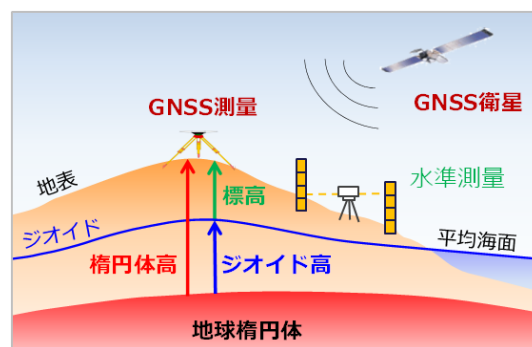 GNSS測量
GNSS衛星
地表
標高
水準測量
ジオイド
平均海面
楕円体高
ジオイド高
地球楕円体